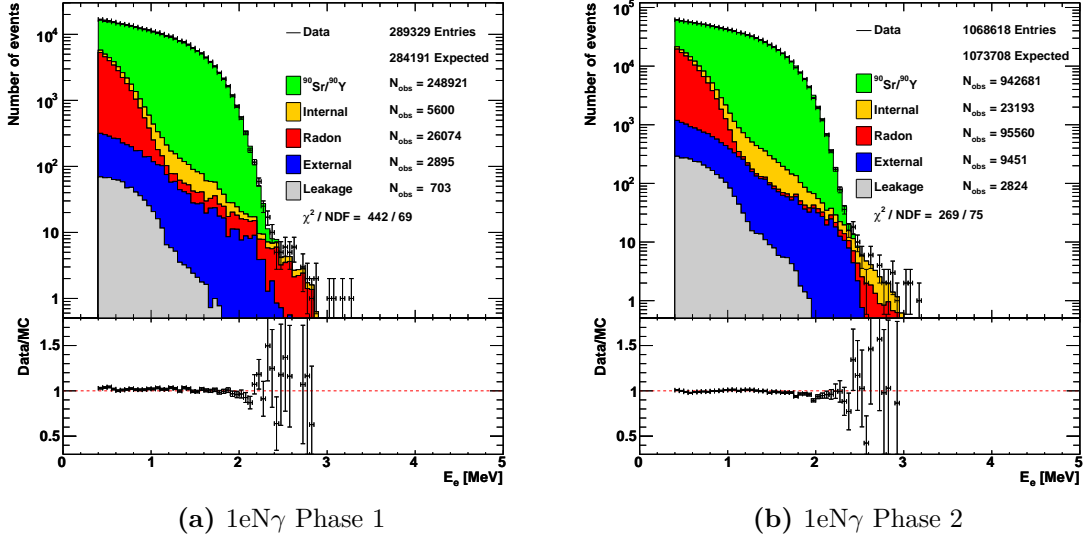 Number of events
10⁴
10³
10²
10
1
Data 289329 Entries
284191 Expected
⁹⁰Sr/⁹⁰Y N_obs = 248921
Internal N_obs = 5600
Radon N_obs = 26074
External N_obs = 2895
Leakage N_obs = 703
χ² / NDF = 442 / 69
Data/MC
1.5
1
0.5
0 1 2 3 4 5
E_e [MeV]
(a) 1eNγ Phase 1
Number of events
10⁵
10⁴
10³
10²
10
1
Data 1068618 Entries
1073708 Expected
⁹⁰Sr/⁹⁰Y N_obs = 942681
Internal N_obs = 23193
Radon N_obs = 95560
External N_obs = 9451
Leakage N_obs = 2824
χ² / NDF = 269 / 75
Data/MC
1.5
1
0.5
0 1 2 3 4 5
E_e [MeV]
(b) 1eNγ Phase 2